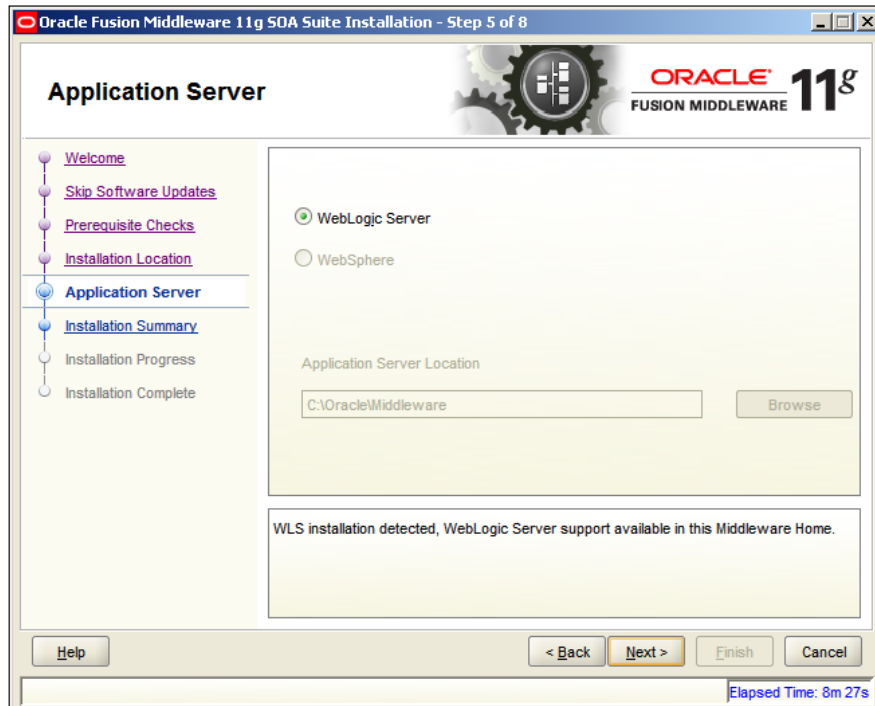 Oracle Fusion Middleware 11g SOA Suite Installation - Step 5 of 8
Application Server
ORACLE
FUSION MIDDLEWARE 11g
Welcome
Skip Software Updates
Prerequisite Checks
Installation Location
Application Server
Installation Summary
Installation Progress
Installation Complete
WebLogic Server
WebSphere
Application Server Location
C:\Oracle\Middleware
Browse
WLS installation detected, WebLogic Server support available in this Middleware Home.
Help
< Back
Next >
Finish
Cancel
Elapsed Time: 8m 27s